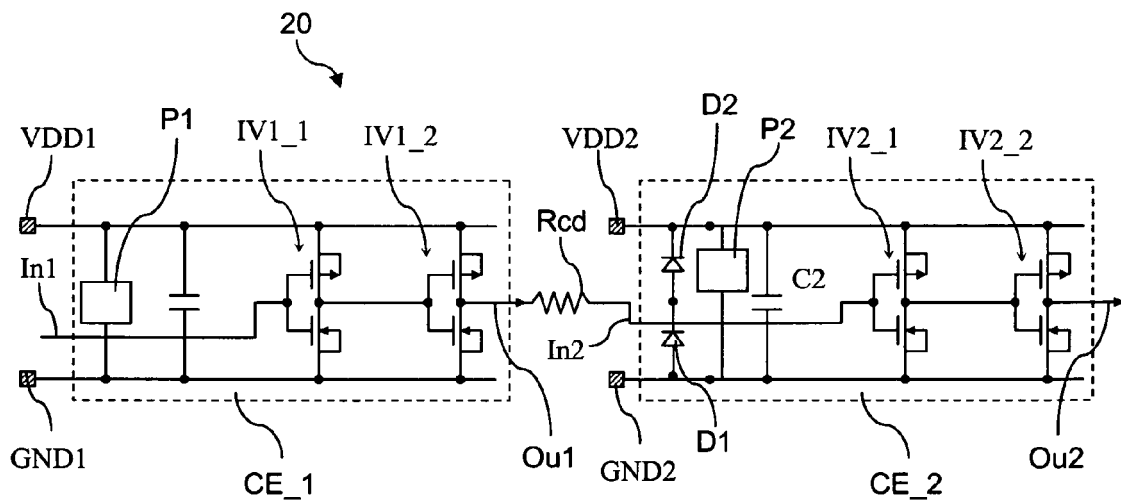 20
VDD1
P1
IV1_1
IV1_2
VDD2
D2
P2
IV2_1
IV2_2
Rcd
In1
C2
In2
GND1
CE_1
Ou1
GND2
D1
CE_2
Ou2